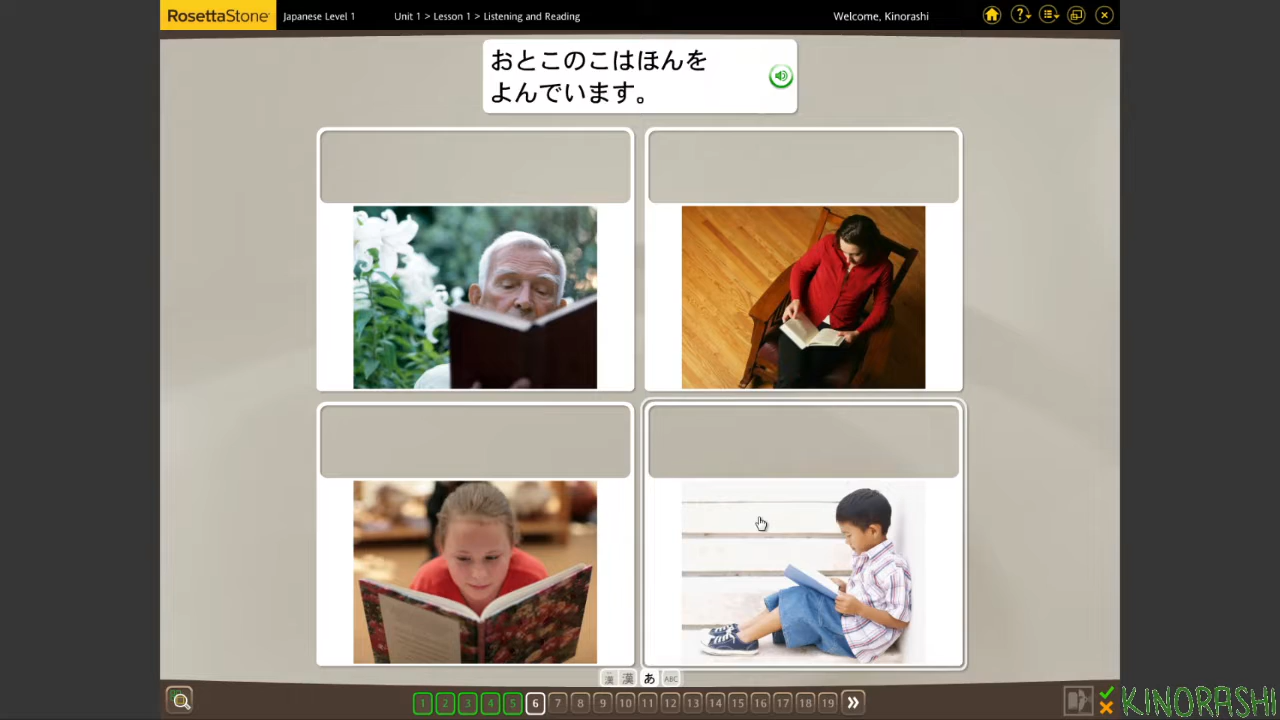 RosettaStone
Japanese Level 1
Unit 1 > Lesson 1 > Listening and Reading
Welcome, Kinorashi
おとこのこはほんを
よんでいます。
漢 漢 あ ABC
1 2 3 4 5 6 7 8 9 10 11 12 13 14 15 16 17 18 19
KINORASHI